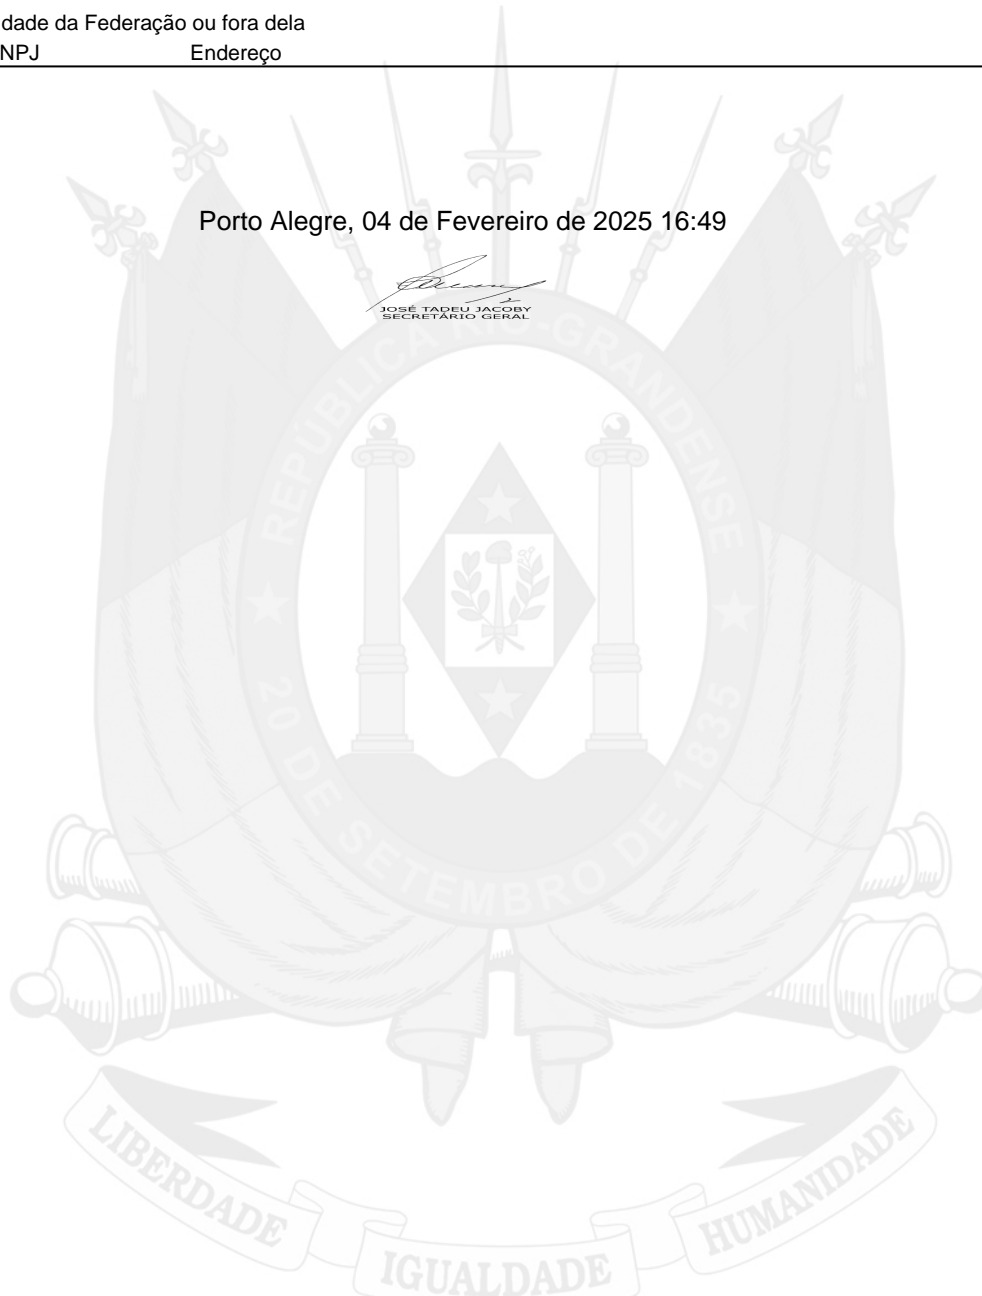 dade da Federação ou fora dela
NPJ Endereço
Porto Alegre, 04 de Fevereiro de 2025 16:49
JOSÉ TADEU JACOBY
SECRETÁRIO GERAL
REPÚBLICA RIO-GRANDENSE
20 DE SETEMBRO DE 1835
LIBERDADE
IGUALDADE
HUMANIDADE